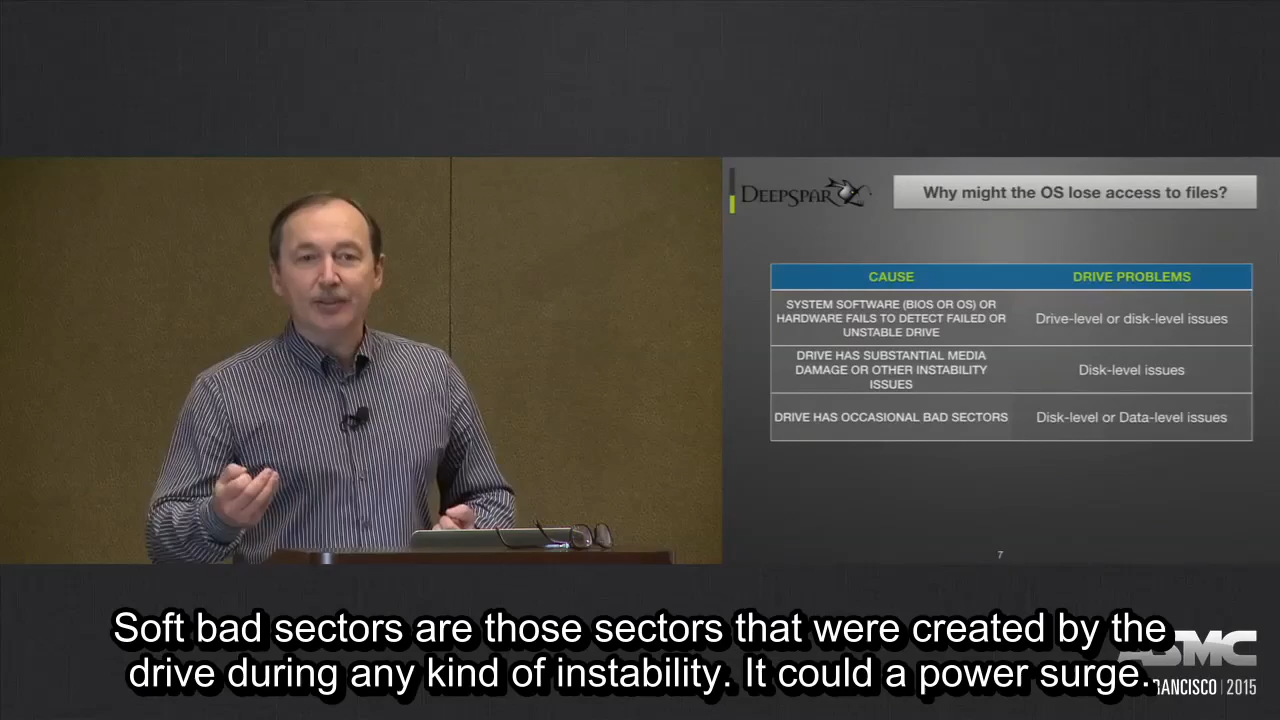 DEEPSPAR
Why might the OS lose access to files?
CAUSE
DRIVE PROBLEMS
SYSTEM SOFTWARE (BIOS OR OS) OR
HARDWARE FAILS TO DETECT FAILED OR
UNSTABLE DRIVE
Drive-level or disk-level issues
DRIVE HAS SUBSTANTIAL MEDIA
DAMAGE OR OTHER INSTABILITY
ISSUES
Disk-level issues
DRIVE HAS OCCASIONAL BAD SECTORS
Disk-level or Data-level issues
7
Soft bad sectors are those sectors that were created by the
drive during any kind of instability. It could a power surge.
2015